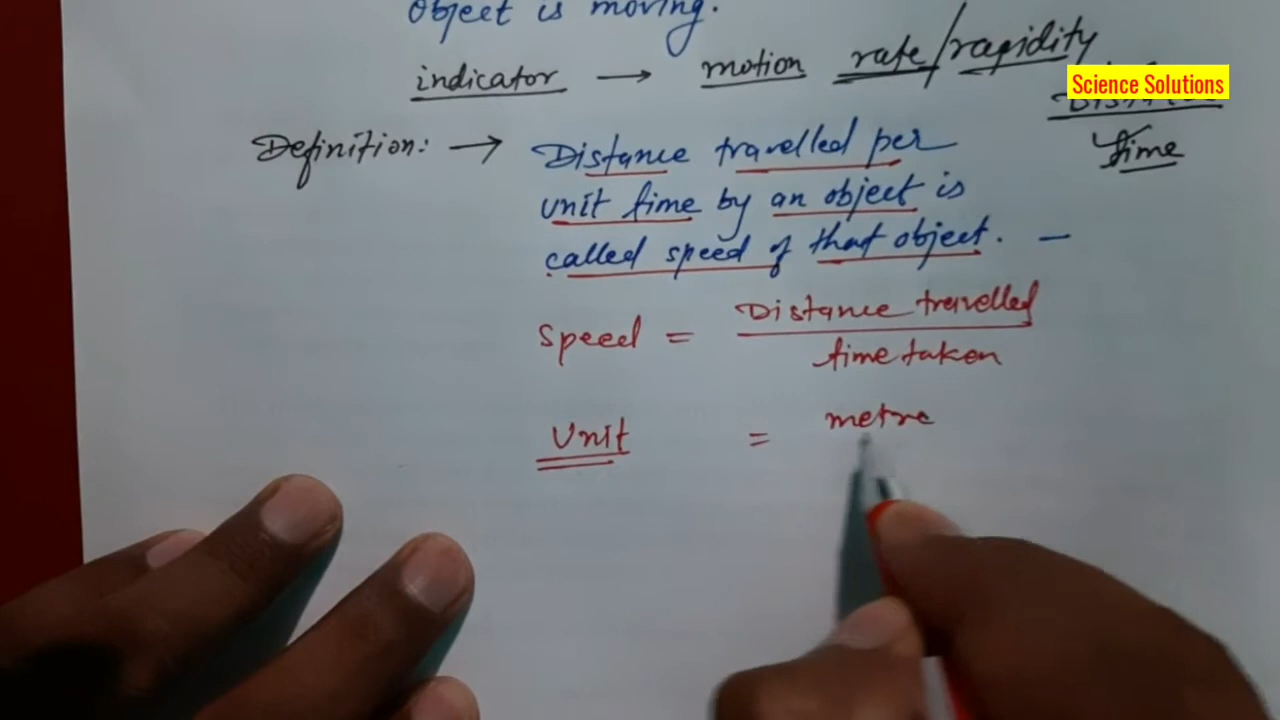 Object is moving.
indicator → motion rate/rapidity
Science Solutions
time
Definition: → Distance travelled per
unit time by an object is
called speed of that object. —
Speed = Distance travelled
time taken
Unit = metre